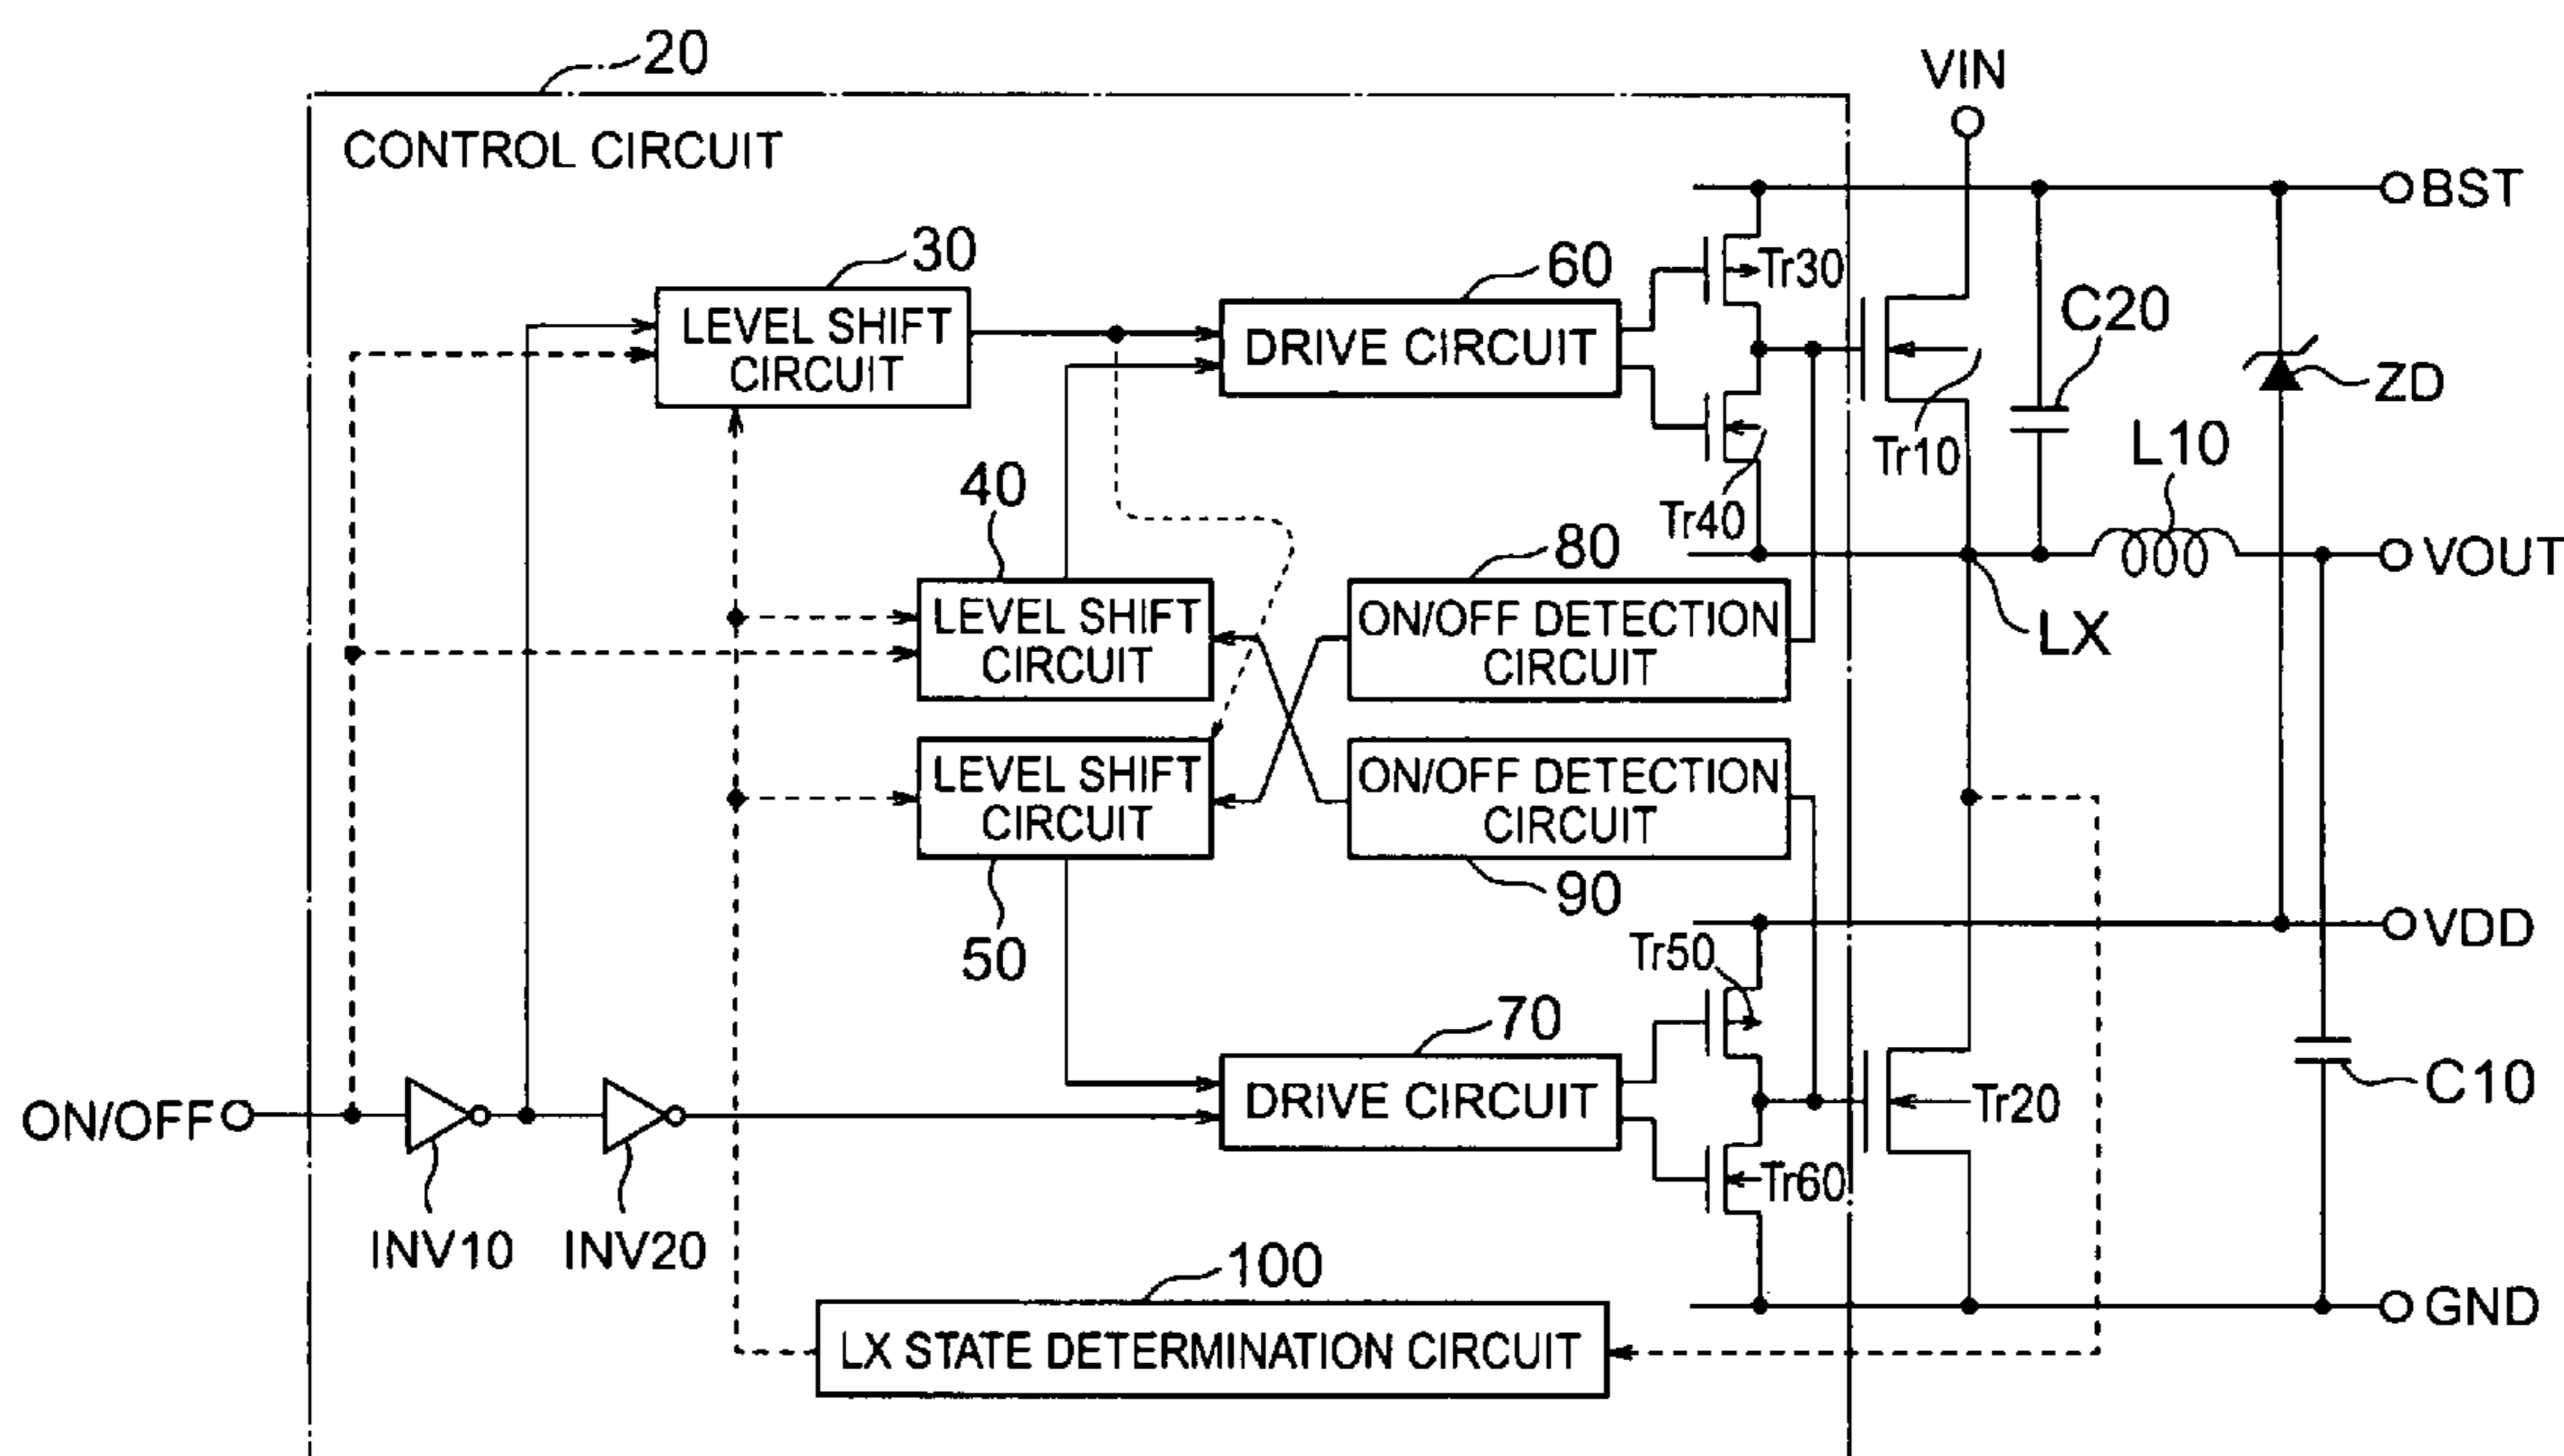 20
VIN
CONTROL CIRCUIT
BST
30
60
Tr30
C20
LEVEL SHIFT
CIRCUIT
DRIVE CIRCUIT
ZD
Tr10
L10
40
Tr40
80
VOUT
LEVEL SHIFT
CIRCUIT
ON/OFF DETECTION
CIRCUIT
LX
LEVEL SHIFT
CIRCUIT
ON/OFF DETECTION
CIRCUIT
90
50
Tr50
VDD
70
DRIVE CIRCUIT
Tr20
C10
ON/OFF
Tr60
INV10
INV20
100
GND
LX STATE DETERMINATION CIRCUIT